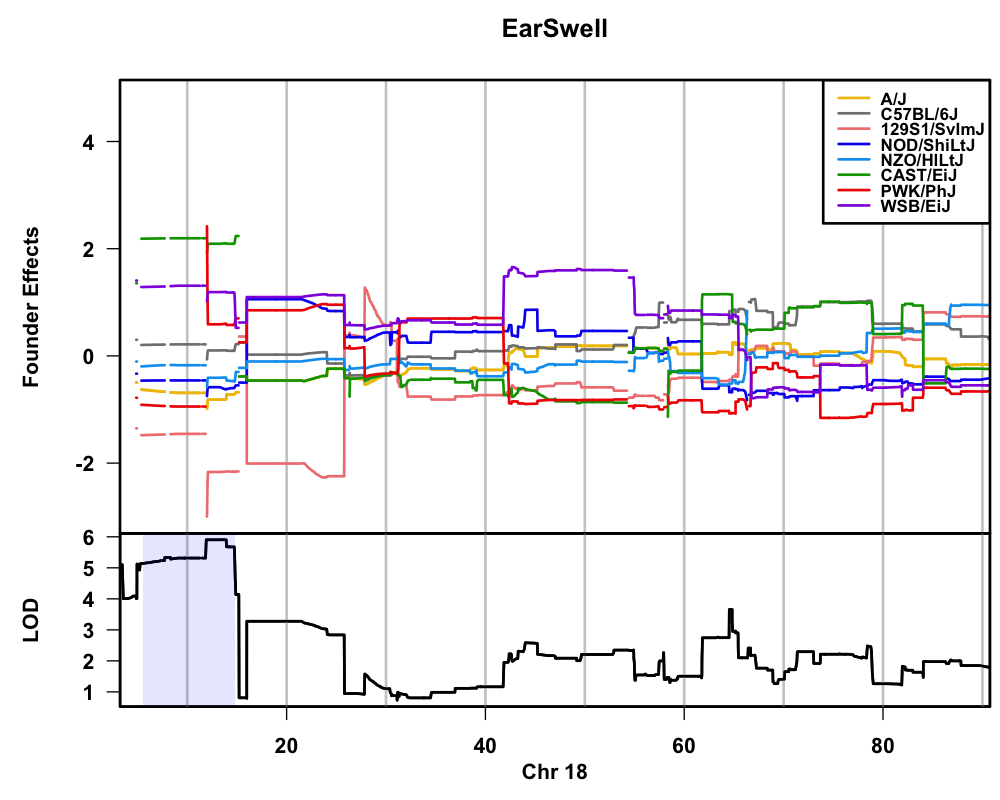 EarSwell
Founder Effects
4
2
0
-2
A/J
C57BL/6J
129S1/SvImJ
NOD/ShiLtJ
NZO/HlLtJ
CAST/EiJ
PWK/PhJ
WSB/EiJ
LOD
6
5
4
3
2
1
20 40 60 80
Chr 18